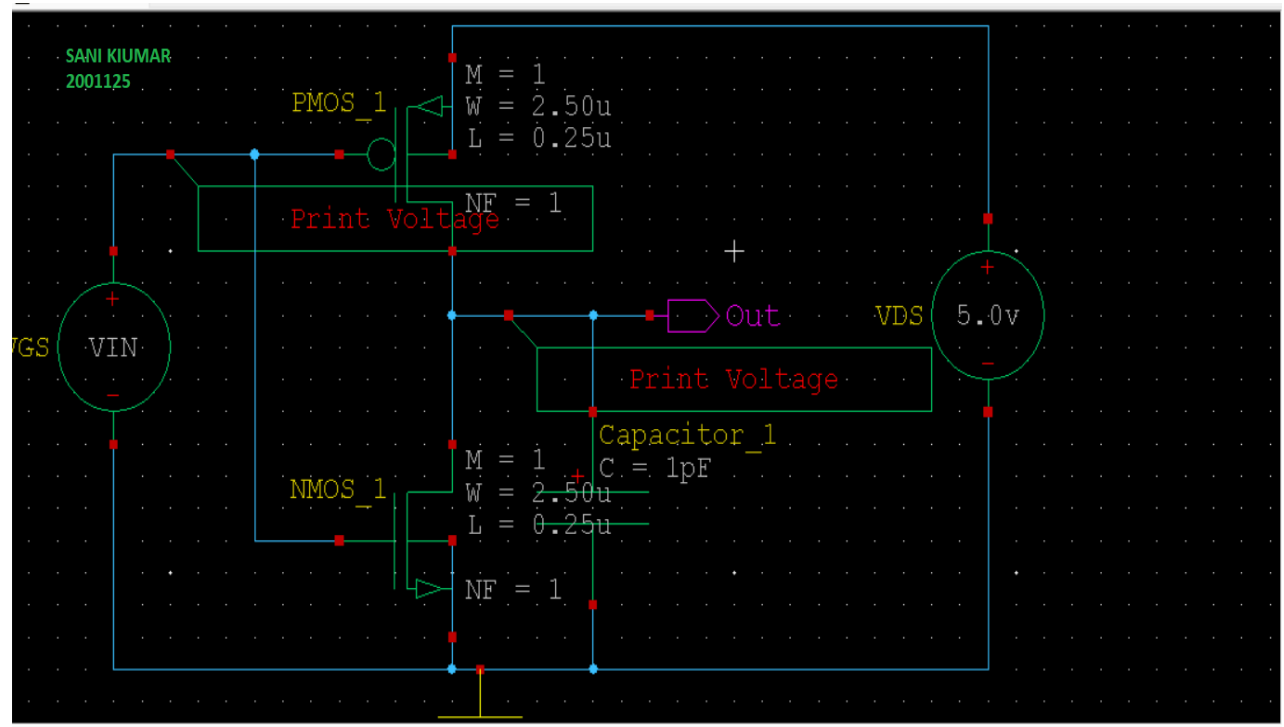 SANI KIUMAR
2001125
PMOS_1
M = 1
W = 2.50u
L = 0.25u
NF = 1
Print Voltage
+
VIN
-
Out
VDS
+
5.0v
-
Print Voltage
Capacitor_1
C = 1pF
+
NMOS_1
M = 1
W = 2.50u
L = 0.25u
NF = 1